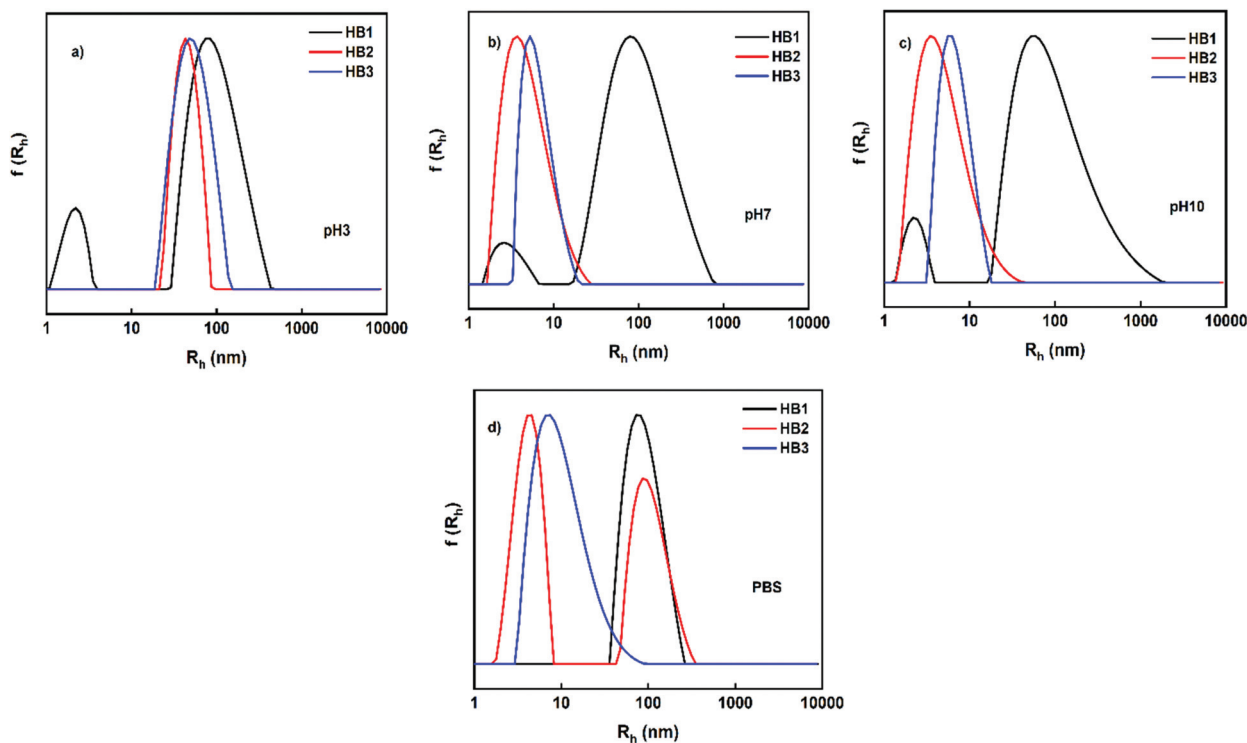 a)
HB1
HB2
HB3
f (Rh)
pH3
1 10 100 1000 10000
Rh (nm)
b)
HB1
HB2
HB3
f (Rh)
pH7
1 10 100 1000 10000
Rh (nm)
c)
HB1
HB2
HB3
f (Rh)
pH10
1 10 100 1000 10000
Rh (nm)
d)
HB1
HB2
HB3
f (Rh)
PBS
1 10 100 1000 10000
Rh (nm)